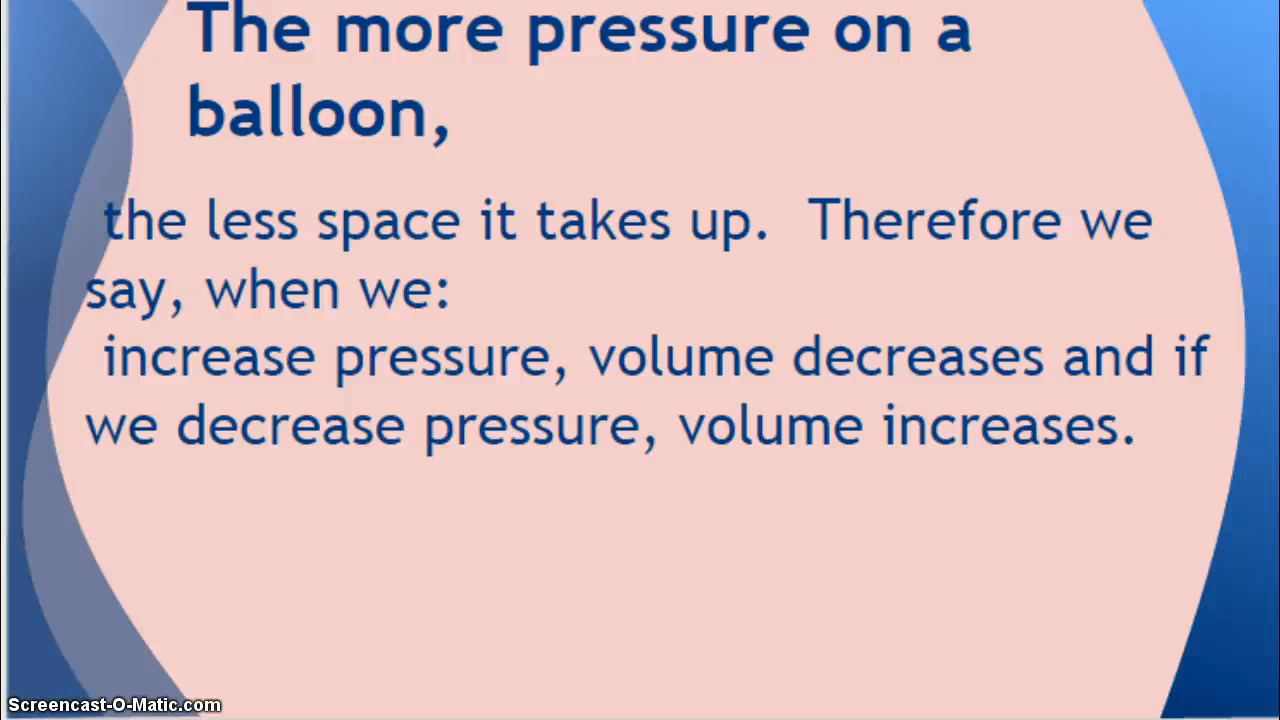 The more pressure on a
balloon,
the less space it takes up.  Therefore we
say, when we:
increase pressure, volume decreases and if
we decrease pressure, volume increases.
Screencast-O-Matic.com